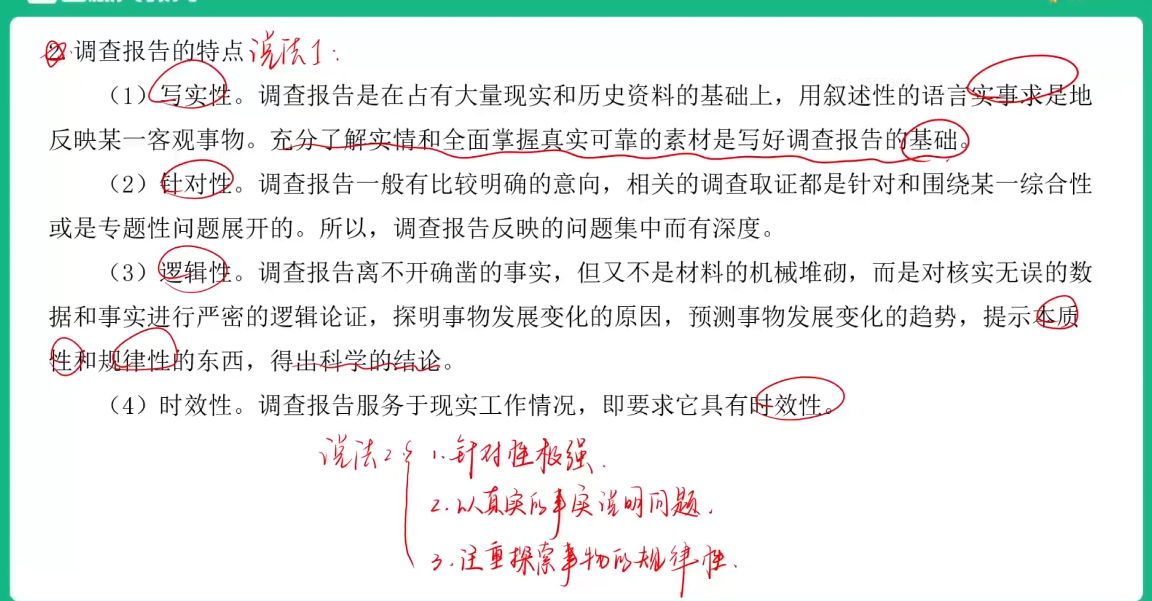 2.调查报告的特点 说法1:
（1）写实性。调查报告是在占有大量现实和历史资料的基础上，用叙述性的语言实事求是地
反映某一客观事物。充分了解实情和全面掌握真实可靠的素材是写好调查报告的基础。
（2）针对性。调查报告一般有比较明确的意向，相关的调查取证都是针对和围绕某一综合性
或是专题性问题展开的。所以，调查报告反映的问题集中而有深度。
（3）逻辑性。调查报告离不开确凿的事实，但又不是材料的机械堆砌，而是对核实无误的数
据和事实进行严密的逻辑论证，探明事物发展变化的原因，预测事物发展变化的趋势，提示本质
性和规律性的东西，得出科学的结论。
（4）时效性。调查报告服务于现实工作情况，即要求它具有时效性。
说法2: 1.针对性极强.
2.以真实的事实说明问题.
3.注重探索事物的规律性.